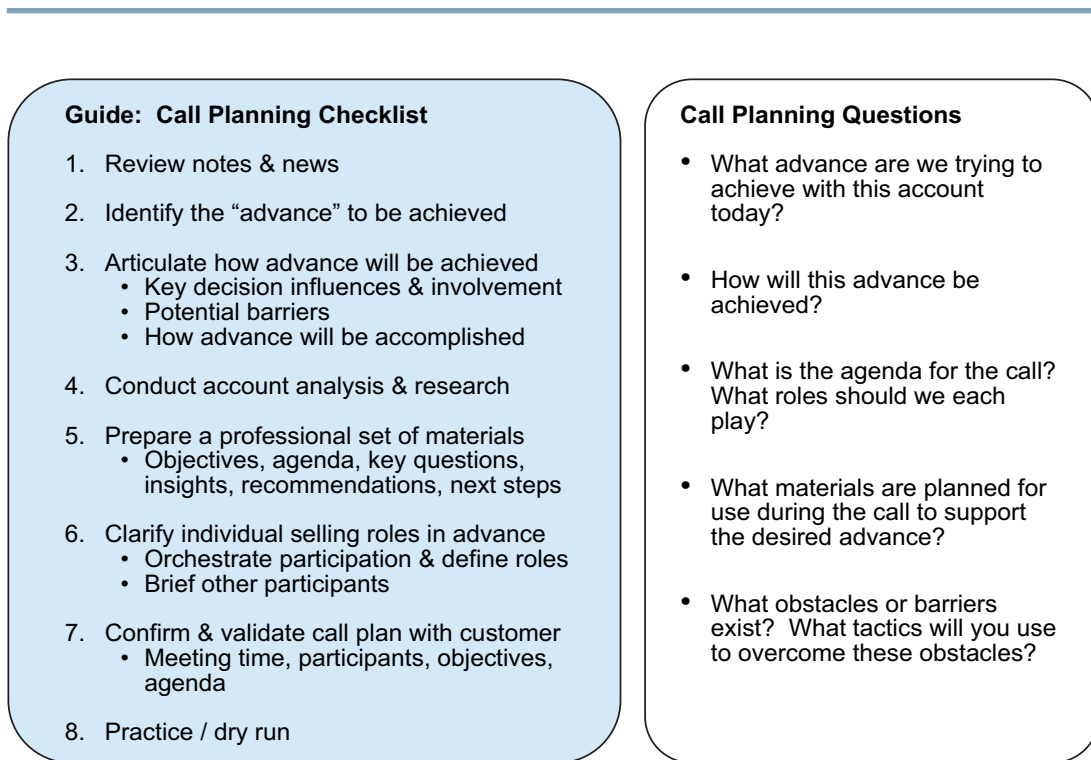 Guide:  Call Planning Checklist
1. Review notes & news
2. Identify the “advance” to be achieved
3. Articulate how advance will be achieved
• Key decision influences & involvement
• Potential barriers
• How advance will be accomplished
4. Conduct account analysis & research
5. Prepare a professional set of materials
• Objectives, agenda, key questions,
insights, recommendations, next steps
6. Clarify individual selling roles in advance
• Orchestrate participation & define roles
• Brief other participants
7. Confirm & validate call plan with customer
• Meeting time, participants, objectives,
agenda
8. Practice / dry run
Call Planning Questions
• What advance are we trying to
achieve with this account
today?
• How will this advance be
achieved?
• What is the agenda for the call?
What roles should we each
play?
• What materials are planned for
use during the call to support
the desired advance?
• What obstacles or barriers
exist?  What tactics will you use
to overcome these obstacles?